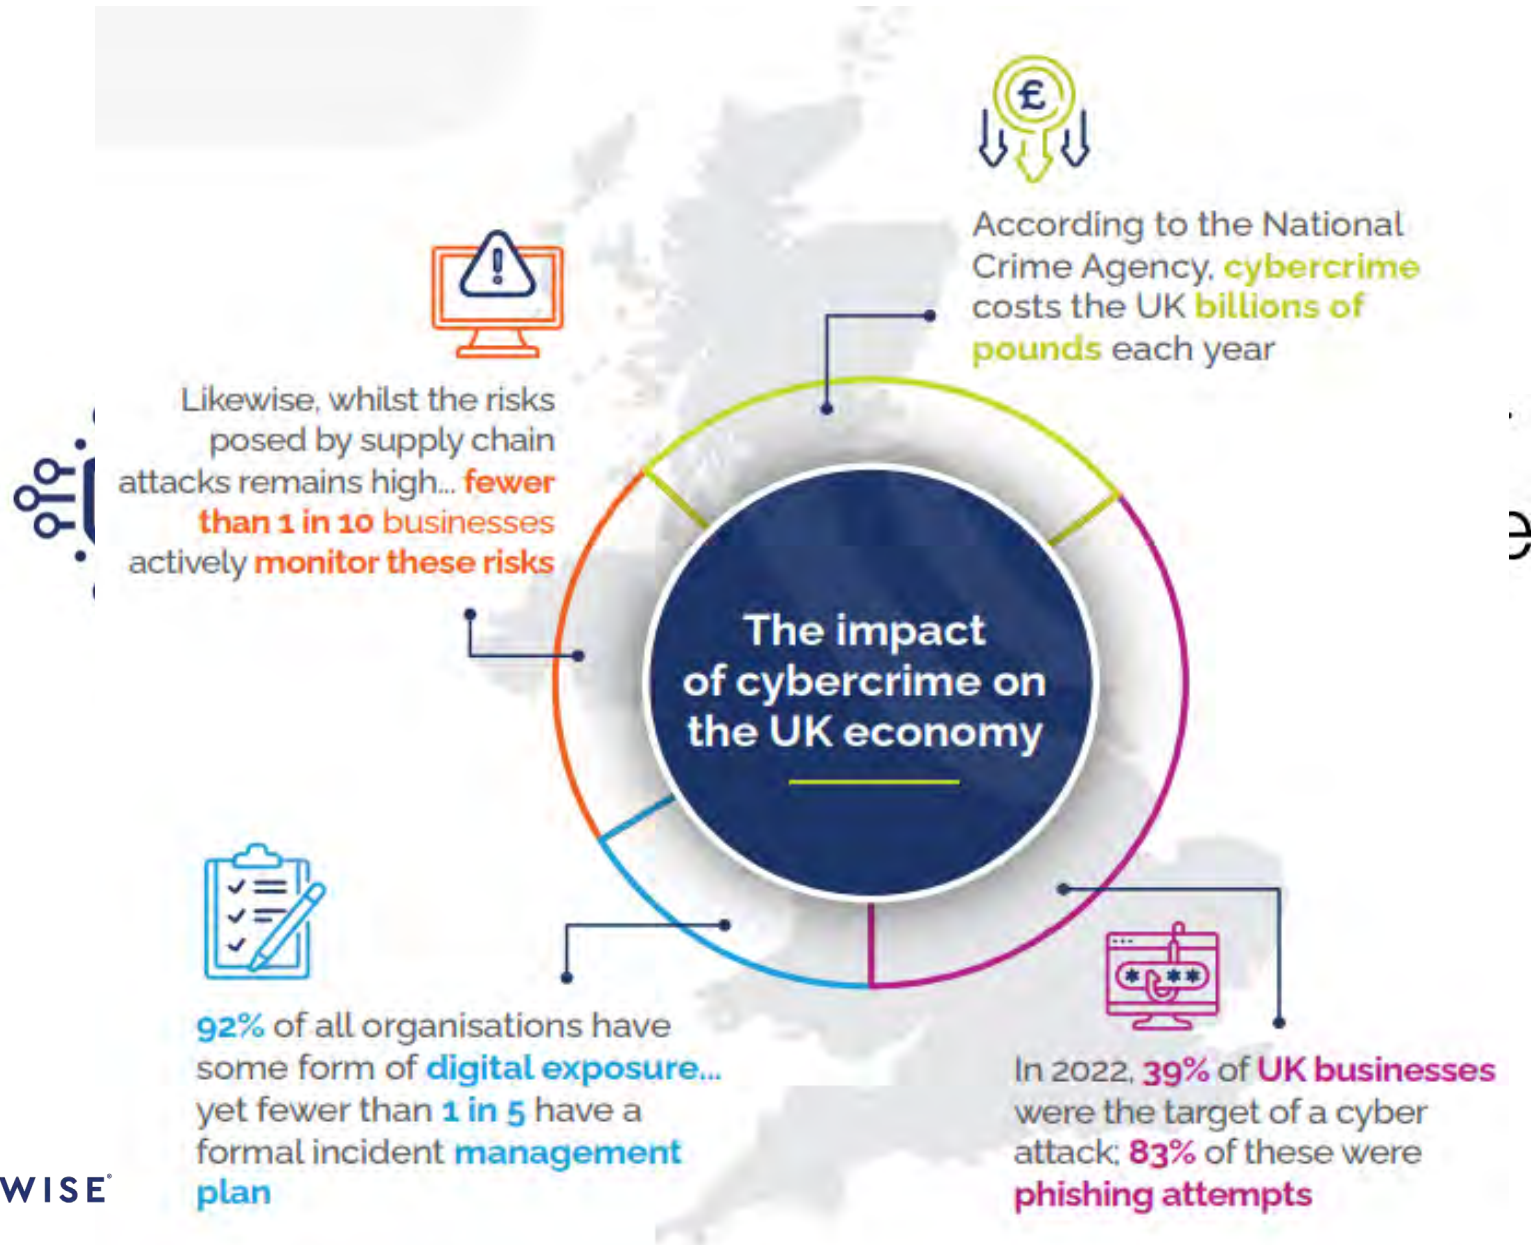 £
According to the National
Crime Agency, cybercrime
costs the UK billions of
pounds each year
Likewise, whilst the risks
posed by supply chain
attacks remains high... fewer
than 1 in 10 businesses
actively monitor these risks
The impact
of cybercrime on
the UK economy
92% of all organisations have
some form of digital exposure...
yet fewer than 1 in 5 have a
formal incident management
plan
In 2022, 39% of UK businesses
were the target of a cyber
attack; 83% of these were
phishing attempts
WISE
e